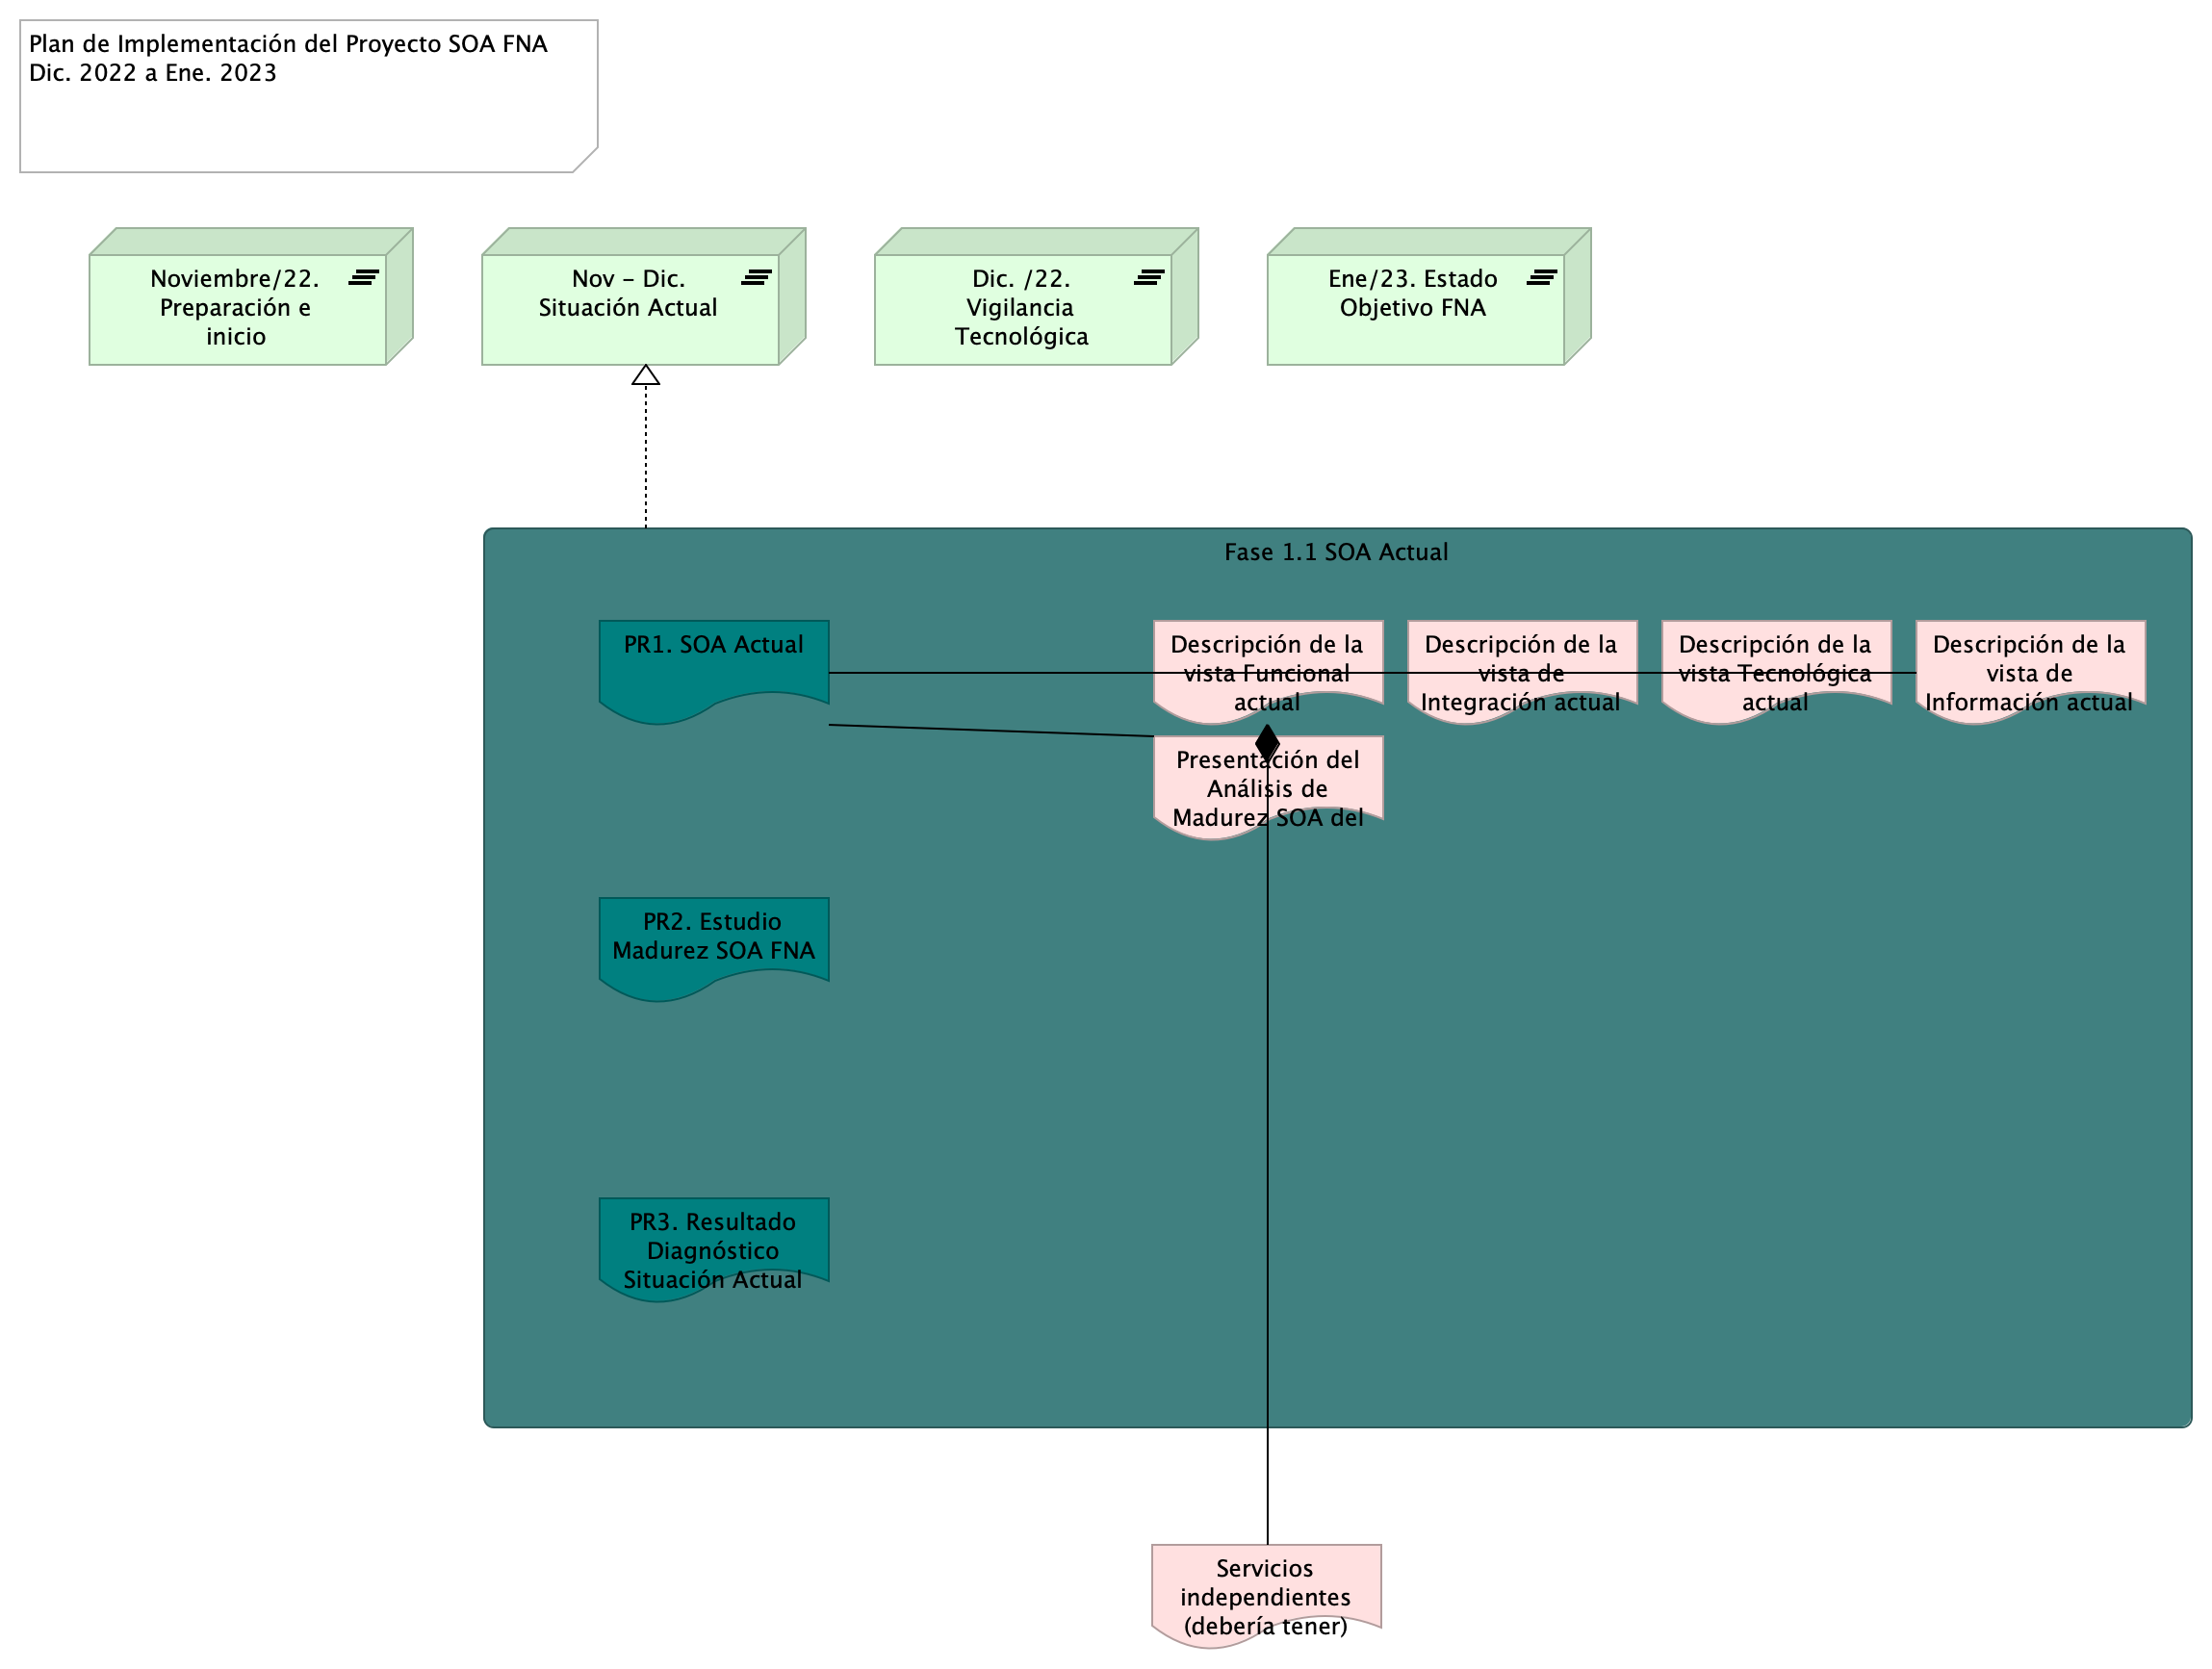 Plan de Implementación del Proyecto SOA FNA
Dic. 2022 a Ene. 2023
Noviembre/22.
Preparación e
inicio
Nov - Dic.
Situación Actual
Dic. /22.
Vigilancia
Tecnológica
Ene/23. Estado
Objetivo FNA
Fase 1.1 SOA Actual
PR1. SOA Actual
Descripción de la
vista Funcional
actual
Descripción de la
vista de
Integración actual
Descripción de la
vista Tecnológica
actual
Descripción de la
vista de
Información actual
Presentación del
Análisis de
Madurez SOA del
PR2. Estudio
Madurez SOA FNA
PR3. Resultado
Diagnóstico
Situación Actual
Servicios
independientes
(debería tener)